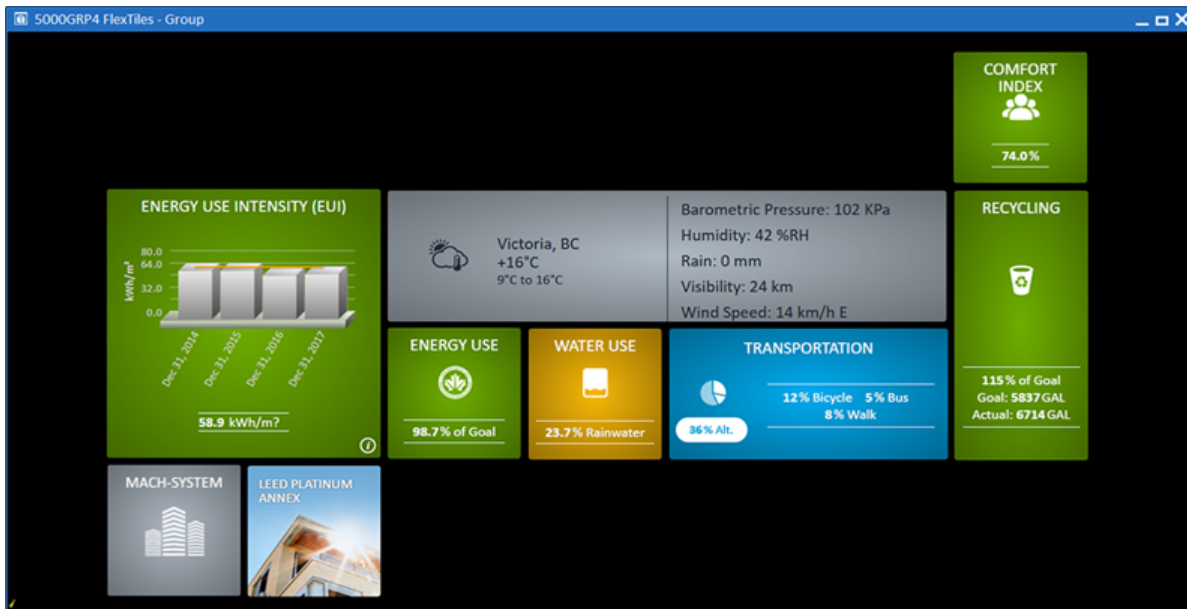 5000GRP4 FlexTiles - Group
COMFORT
INDEX
74.0%
ENERGY USE INTENSITY (EUI)
80.0
64.0
32.0
0.0
kWh/m²
Dec 31, 2014
Dec 31, 2015
Dec 31, 2016
Dec 31, 2017
58.9 kWh/m?
Victoria, BC
+16°C
9°C to 16°C
Barometric Pressure: 102 KPa
Humidity: 42 %RH
Rain: 0 mm
Visibility: 24 km
Wind Speed: 14 km/h E
RECYCLING
115% of Goal
Goal: 5837 GAL
Actual: 6714 GAL
ENERGY USE
98.7% of Goal
WATER USE
23.7% Rainwater
TRANSPORTATION
36% Alt.
12% Bicycle 5% Bus
8% Walk
MACH-SYSTEM
LEED PLATINUM
ANNEX